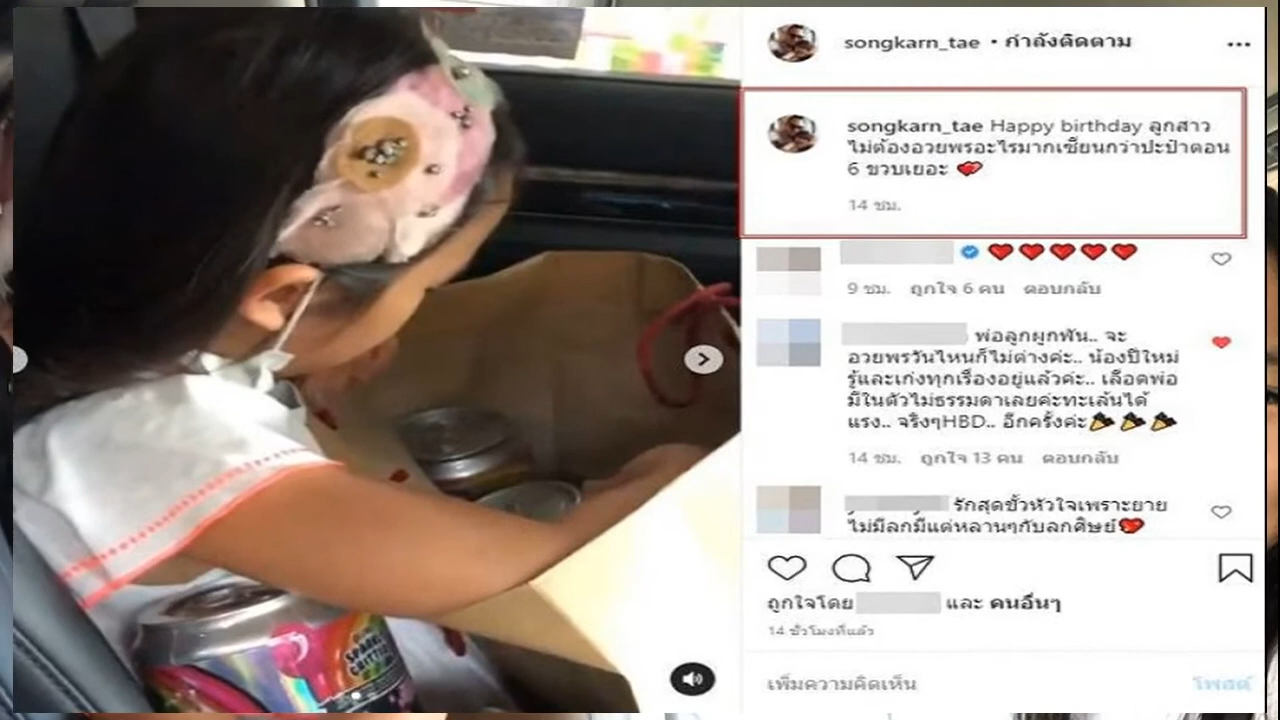 songkarn_tae • กำลังติดตาม
songkarn_tae Happy birthday ลูกสาว
ไม่ต้องอวยพรอะไรมากเซียนกว่าปะป๊าตอน
6 ขวบเยอะ
14 ชม.
9 ชม. ถูกใจ 6 คน ตอบกลับ
พ่อลูกผูกพัน.. จะ
อวยพรวันไหนก็ไม่ต่างค่ะ.. น้องปีใหม่
รู้และเก่งทุกเรื่องอยู่แล้วค่ะ.. เลือดพ่อ
มีในตัวไม่ธรรมดาเลยค่ะทะเล้นได้
แรง.. จริงๆHBD.. อีกครั้งค่ะ
14 ชม. ถูกใจ 13 คน ตอบกลับ
รักสุดขั้วหัวใจเพราะยาย
ไม่มีลูกมีแต่หลานๆกับลูกศิษย์
ถูกใจโดย และ คนอื่นๆ
14 ชั่วโมงที่แล้ว
เพิ่มความคิดเห็น
โพสต์